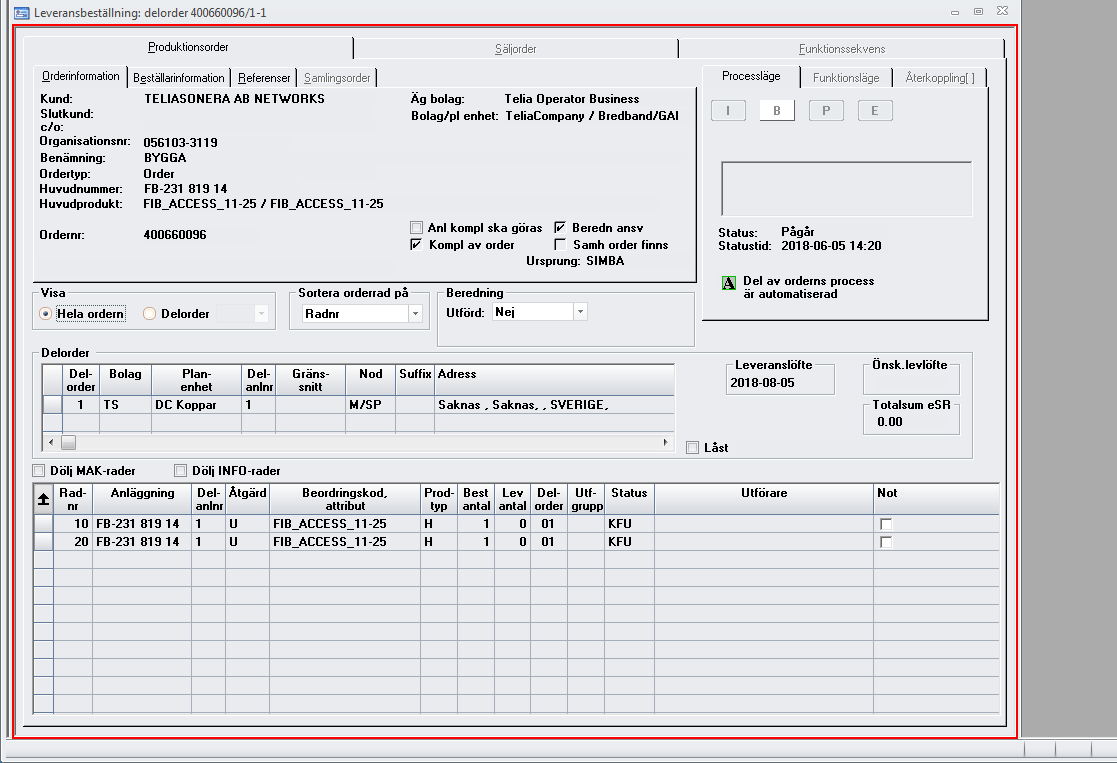 Leveransbeställning: delorder 400660096/1-1
Produktionsorder Säljorder Funktionssekvens
Orderinformation Beställarinformation Referenser Samlingsorder
Kund: TELIASONERA AB NETWORKS
Slutkund:
c/o:
Organisationsnr: 056103-3119
Benämning: BYGGA
Ordertyp: Order
Huvudnummer: FB-231 819 14
Huvudprodukt: FIB_ACCESS_11-25 / FIB_ACCESS_11-25
Ordernr: 400660096
Äg bolag: Telia Operator Business
Bolag/pl enhet: TeliaCompany / Bredband/GAI
Anl kompl ska göras Beredn ansv
Kompl av order Samh order finns
Ursprung: SIMBA
Processläge Funktionsläge Återkoppling[ ]
I B P E
Status: Pågår
Statustid: 2018-06-05 14:20
A Del av orderns process
är automatiserad
Visa
Hela ordern Delorder
Sortera orderrad på
Radnr
Beredning
Utförd: Nej
Delorder
Del-order Bolag Plan-enhet Del-anlnr Gräns-snitt Nod Suffix Adress
1 TS DC Koppar 1 M/SP Saknas , Saknas, , SVERIGE,
Leveranslöfte
2018-08-05
Önsk.levlöfte
Totalsum eSR
0.00
Låst
Dölj MAK-rader Dölj INFO-rader
Rad-nr Anläggning Del-anlnr Åtgärd Beordringskod, attribut Prod-typ Best antal Lev antal Del-order Utf-grupp Status Utförare Not
10 FB-231 819 14 1 U FIB_ACCESS_11-25 H 1 0 01 KFU
20 FB-231 819 14 1 U FIB_ACCESS_11-25 H 1 0 01 KFU